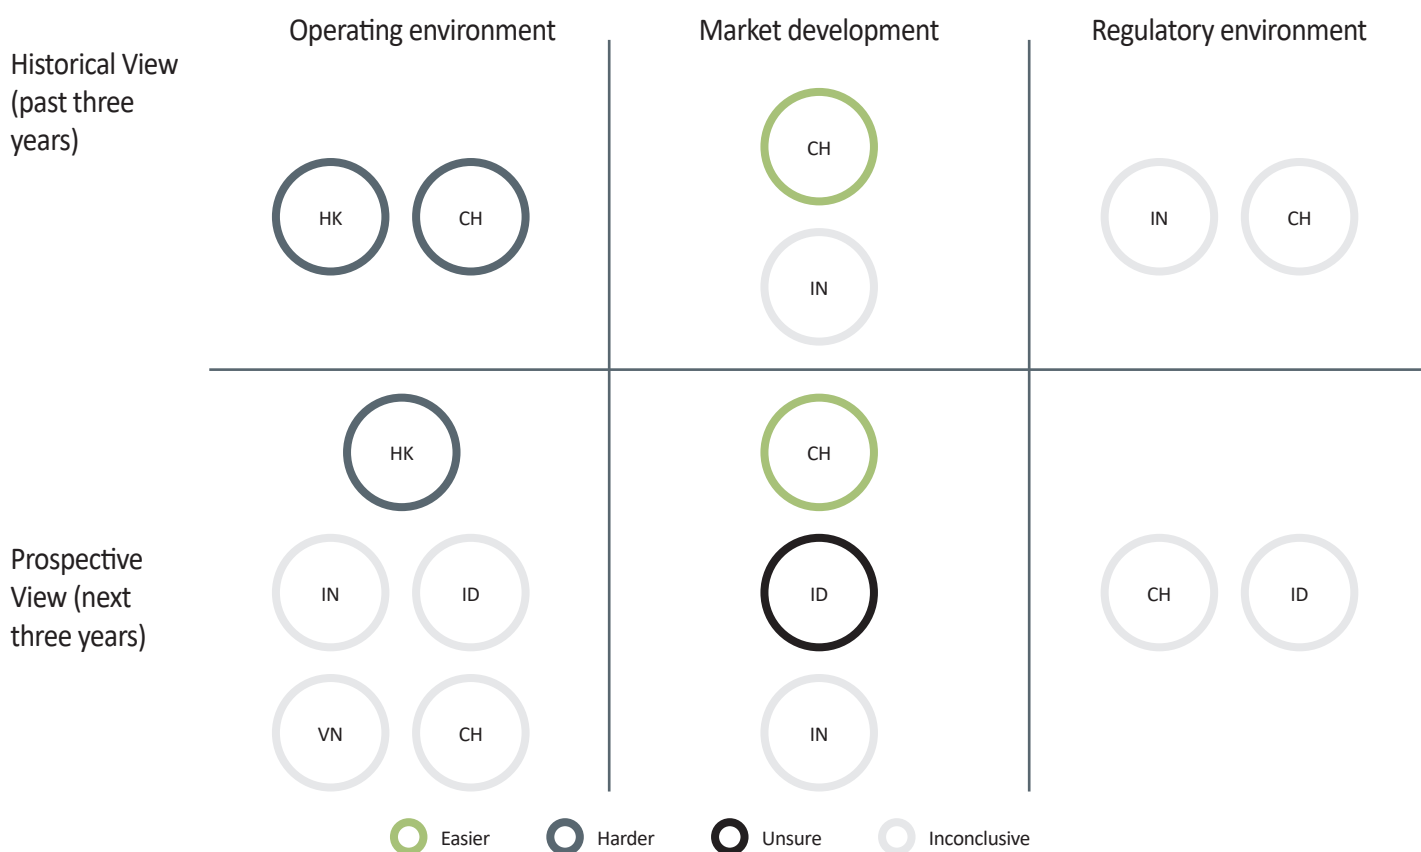 Operating environment
Market development
Regulatory environment
Historical View
(past three
years)
CH
HK
CH
IN
CH
IN
HK
CH
Prospective
View (next
three years)
IN
ID
ID
CH
ID
VN
CH
IN
Easier
Harder
Unsure
Inconclusive